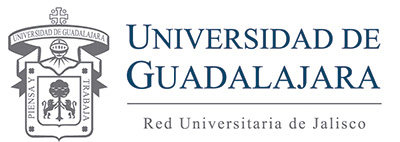 UNIVERSIDAD DE GUADALAJARA
PIENSA Y
TRABAJA
UNIVERSIDAD DE
GUADALAJARA
Red Universitaria de Jalisco